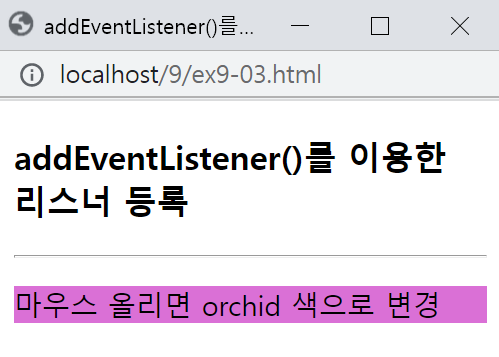 addEventListener()를...
localhost/9/ex9-03.html
addEventListener()를 이용한
리스너 등록
마우스 올리면 orchid 색으로 변경